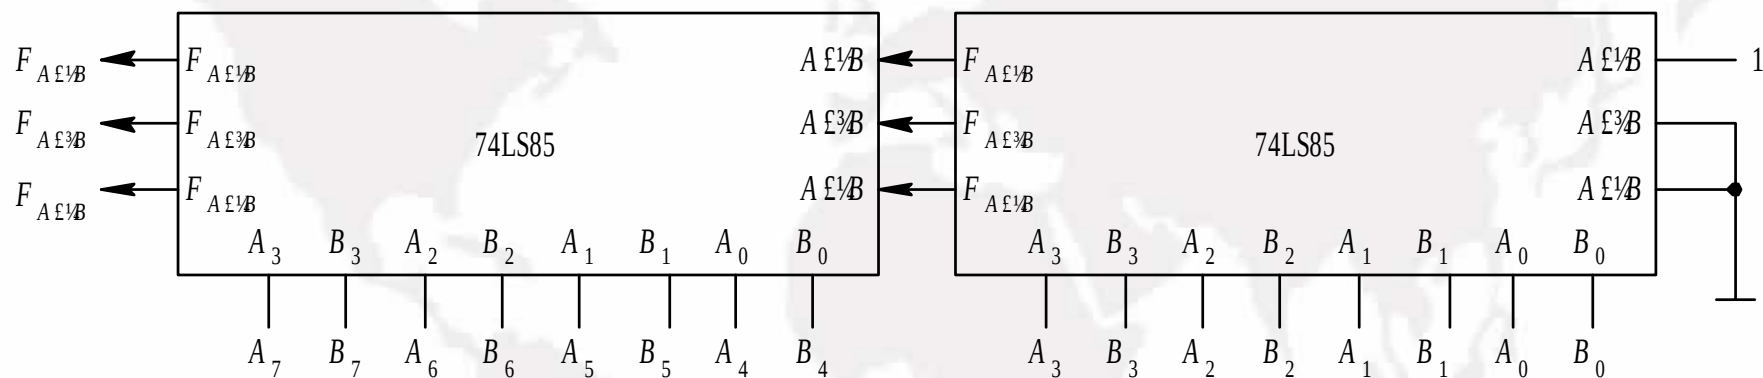 F A£½B F A£½B A£½B F A£½B A£½B 1
F A£¾B F A£¾B A£¾B F A£¾B A£¾B
74LS85 74LS85
F A£¼B F A£¼B A£¼B F A£¼B A£¼B
A3 B3 A2 B2 A1 B1 A0 B0 A3 B3 A2 B2 A1 B1 A0 B0
A7 B7 A6 B6 A5 B5 A4 B4 A3 B3 A2 B2 A1 B1 A0 B0